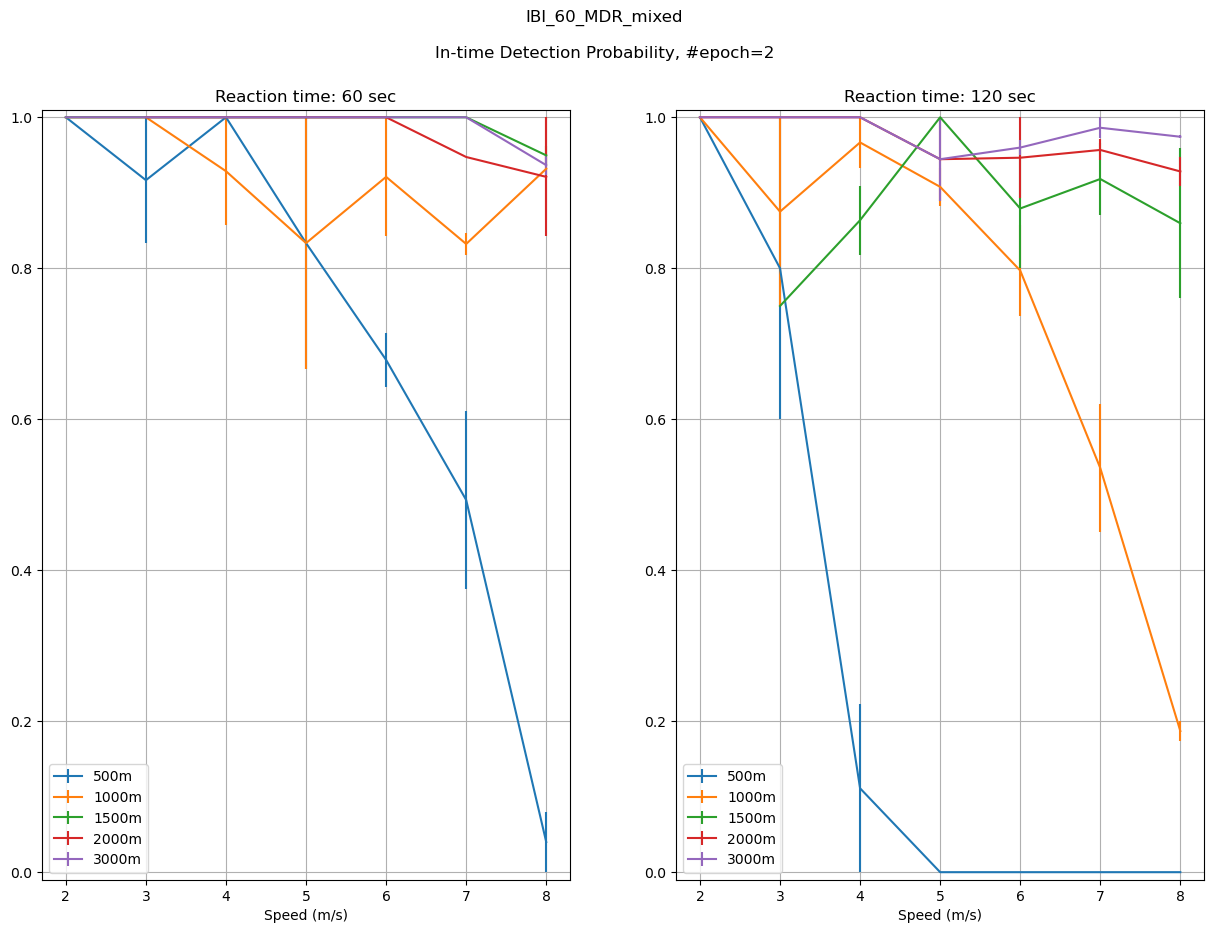 IBI_60_MDR_mixed
In-time Detection Probability, #epoch=2
Reaction time: 60 sec
1.0
0.8
0.6
0.4
0.2
0.0
500m
1000m
1500m
2000m
3000m
2 3 4 5 6 7 8
Speed (m/s)
Reaction time: 120 sec
1.0
0.8
0.6
0.4
0.2
0.0
500m
1000m
1500m
2000m
3000m
2 3 4 5 6 7 8
Speed (m/s)